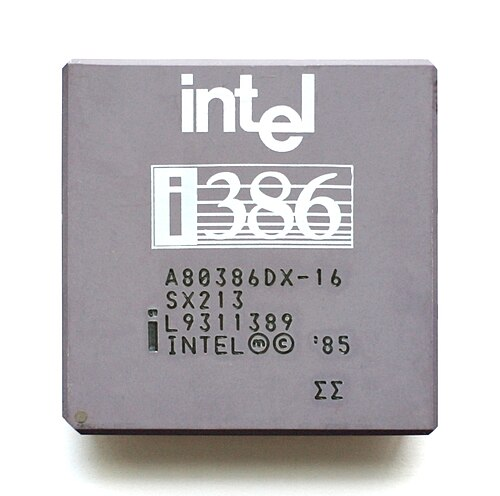 intel
i386
A80386DX-16
SX213
L9311389
INTEL Ⓜ © '85
ΣΣ